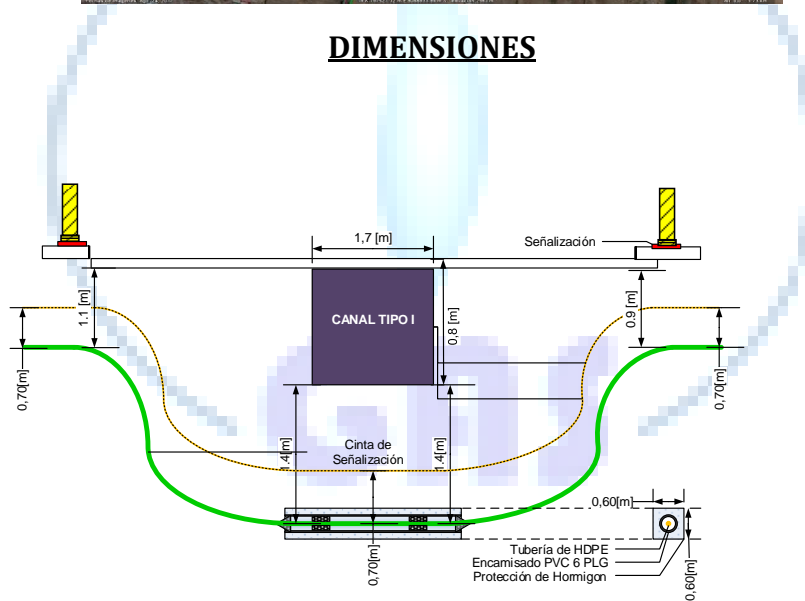 DIMENSIONES
1,7 [m]
Señalización
1.1 [m]
CANAL TIPO I
0,8 [m]
0.9 [m]
0,70[m]
0,70[m]
1.4[m]
Cinta de
Señalización
1.4[m]
0,60[m]
0,70[m]
Tubería de HDPE
Encamisado PVC 6 PLG
Protección de Hormigon
0,60[m]
GAS